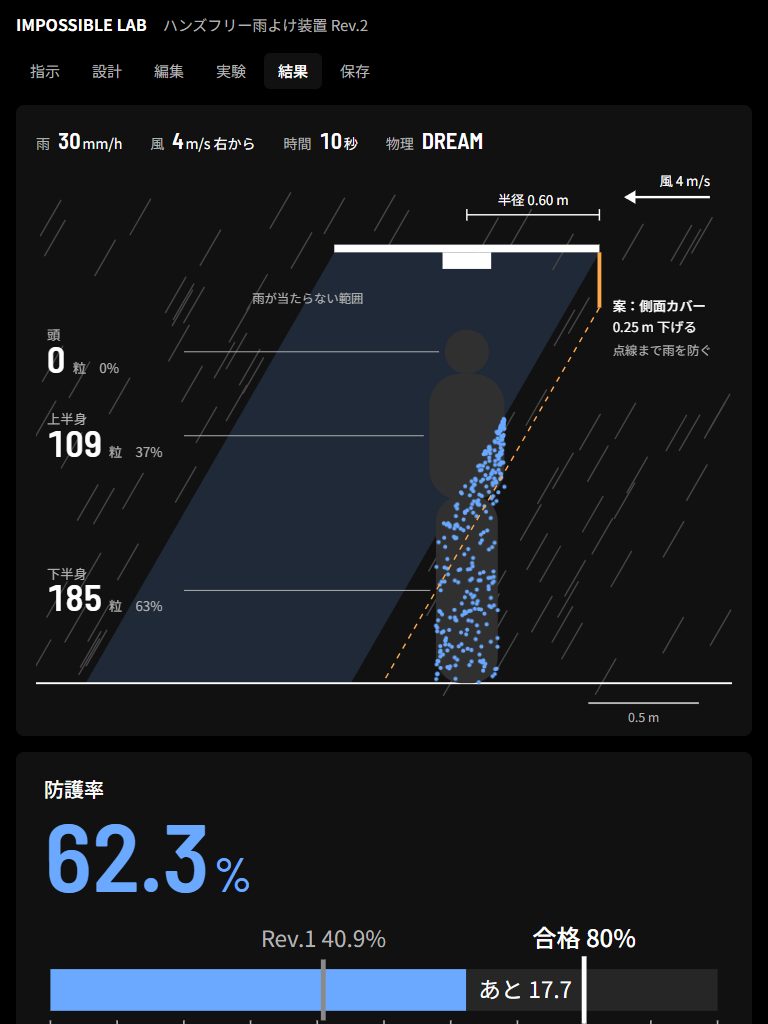 IMPOSSIBLE LAB ハンズフリー雨よけ装置 Rev.2
指示 設計 編集 実験 結果 保存
雨 30 mm/h 風 4 m/s 右から 時間 10 秒 物理 DREAM
風 4 m/s
半径 0.60 m
雨が当たらない範囲
案：側面カバー
0.25 m 下げる
点線まで雨を防ぐ
頭
0 粒 0%
上半身
109 粒 37%
下半身
185 粒 63%
0.5 m
防護率
62.3 %
Rev.1 40.9% 合格 80%
あと 17.7